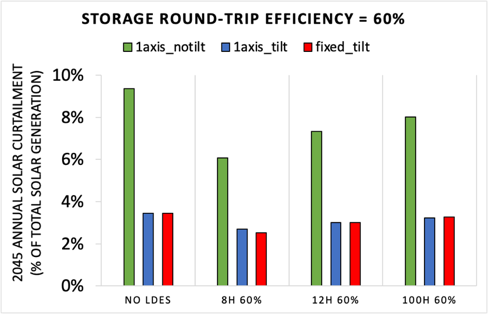 STORAGE ROUND-TRIP EFFICIENCY = 60%
1axis_notilt 1axis_tilt fixed_tilt
2045 ANNUAL SOLAR CURTAILMENT
(% OF TOTAL SOLAR GENERATION)
10%
8%
6%
4%
2%
0%
NO LDES 8H 60% 12H 60% 100H 60%